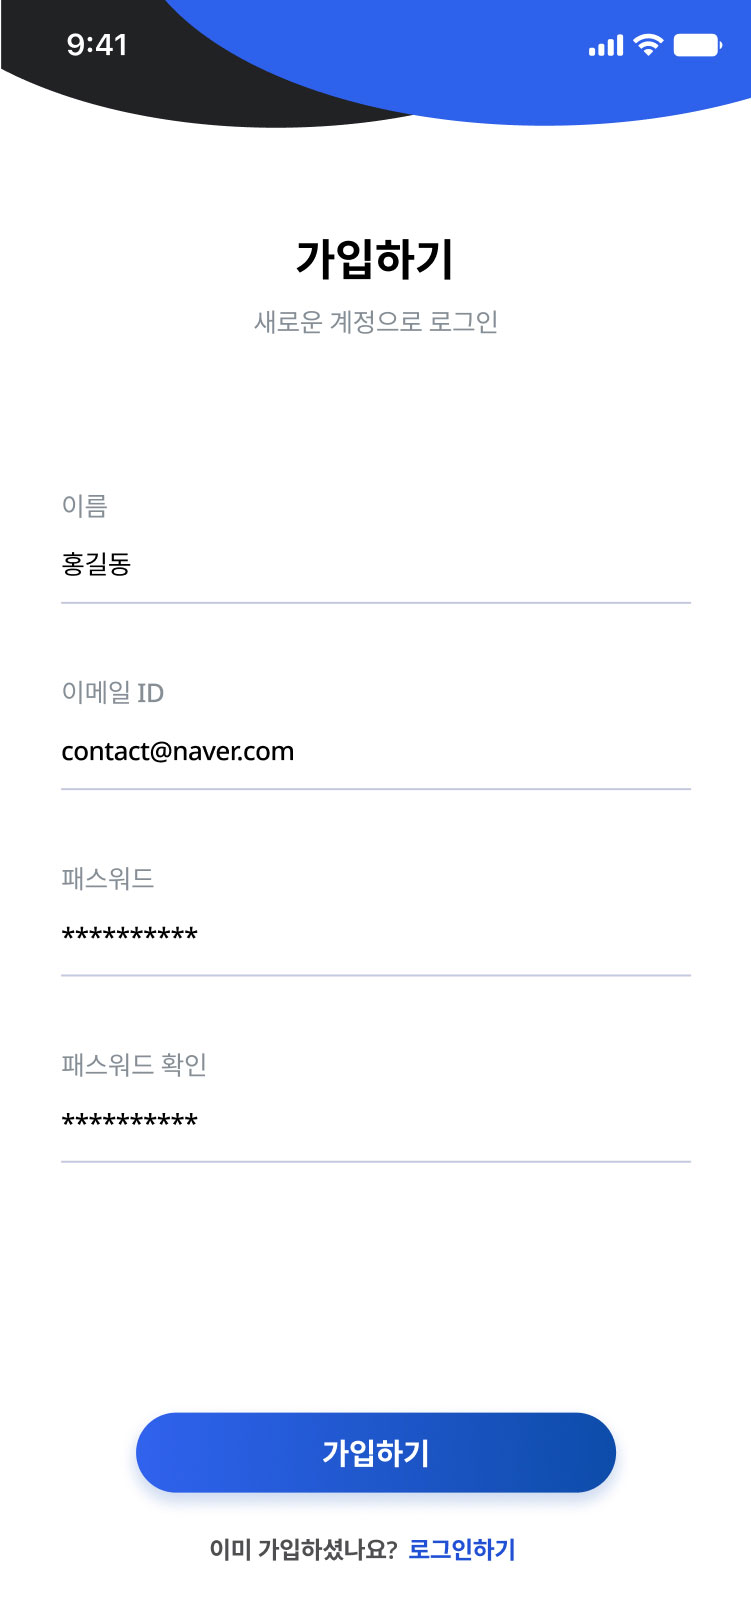 9:41
가입하기
새로운 계정으로 로그인
이름
홍길동
이메일 ID
contact@naver.com
패스워드
**********
패스워드 확인
**********
가입하기
이미 가입하셨나요? 로그인하기